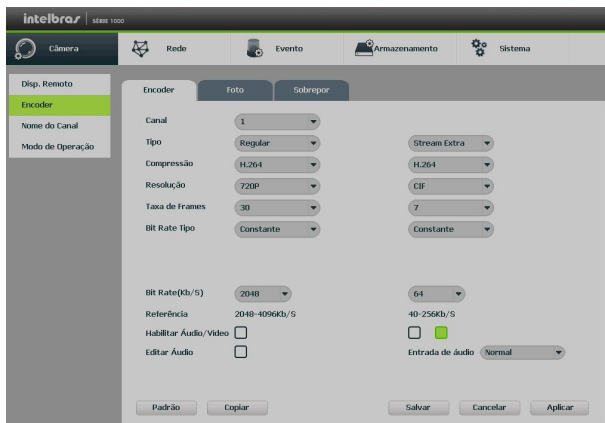 intelbras SÉRIE 1000
Câmera Rede Evento Armazenamento Sistema
Disp. Remoto
Encoder
Nome do Canal
Modo de Operação
Encoder Foto Sobrepor
Canal 1
Tipo Regular Stream Extra
Compressão H.264 H.264
Resolução 720P CIF
Taxa de Frames 30 7
Bit Rate Tipo Constante Constante
Bit Rate(Kb/S) 2048 64
Referência 2048-4096Kb/S 40-256Kb/S
Habilitar Áudio/Video
Editar Áudio Entrada de áudio Normal
Padrão Copiar Salvar Cancelar Aplicar